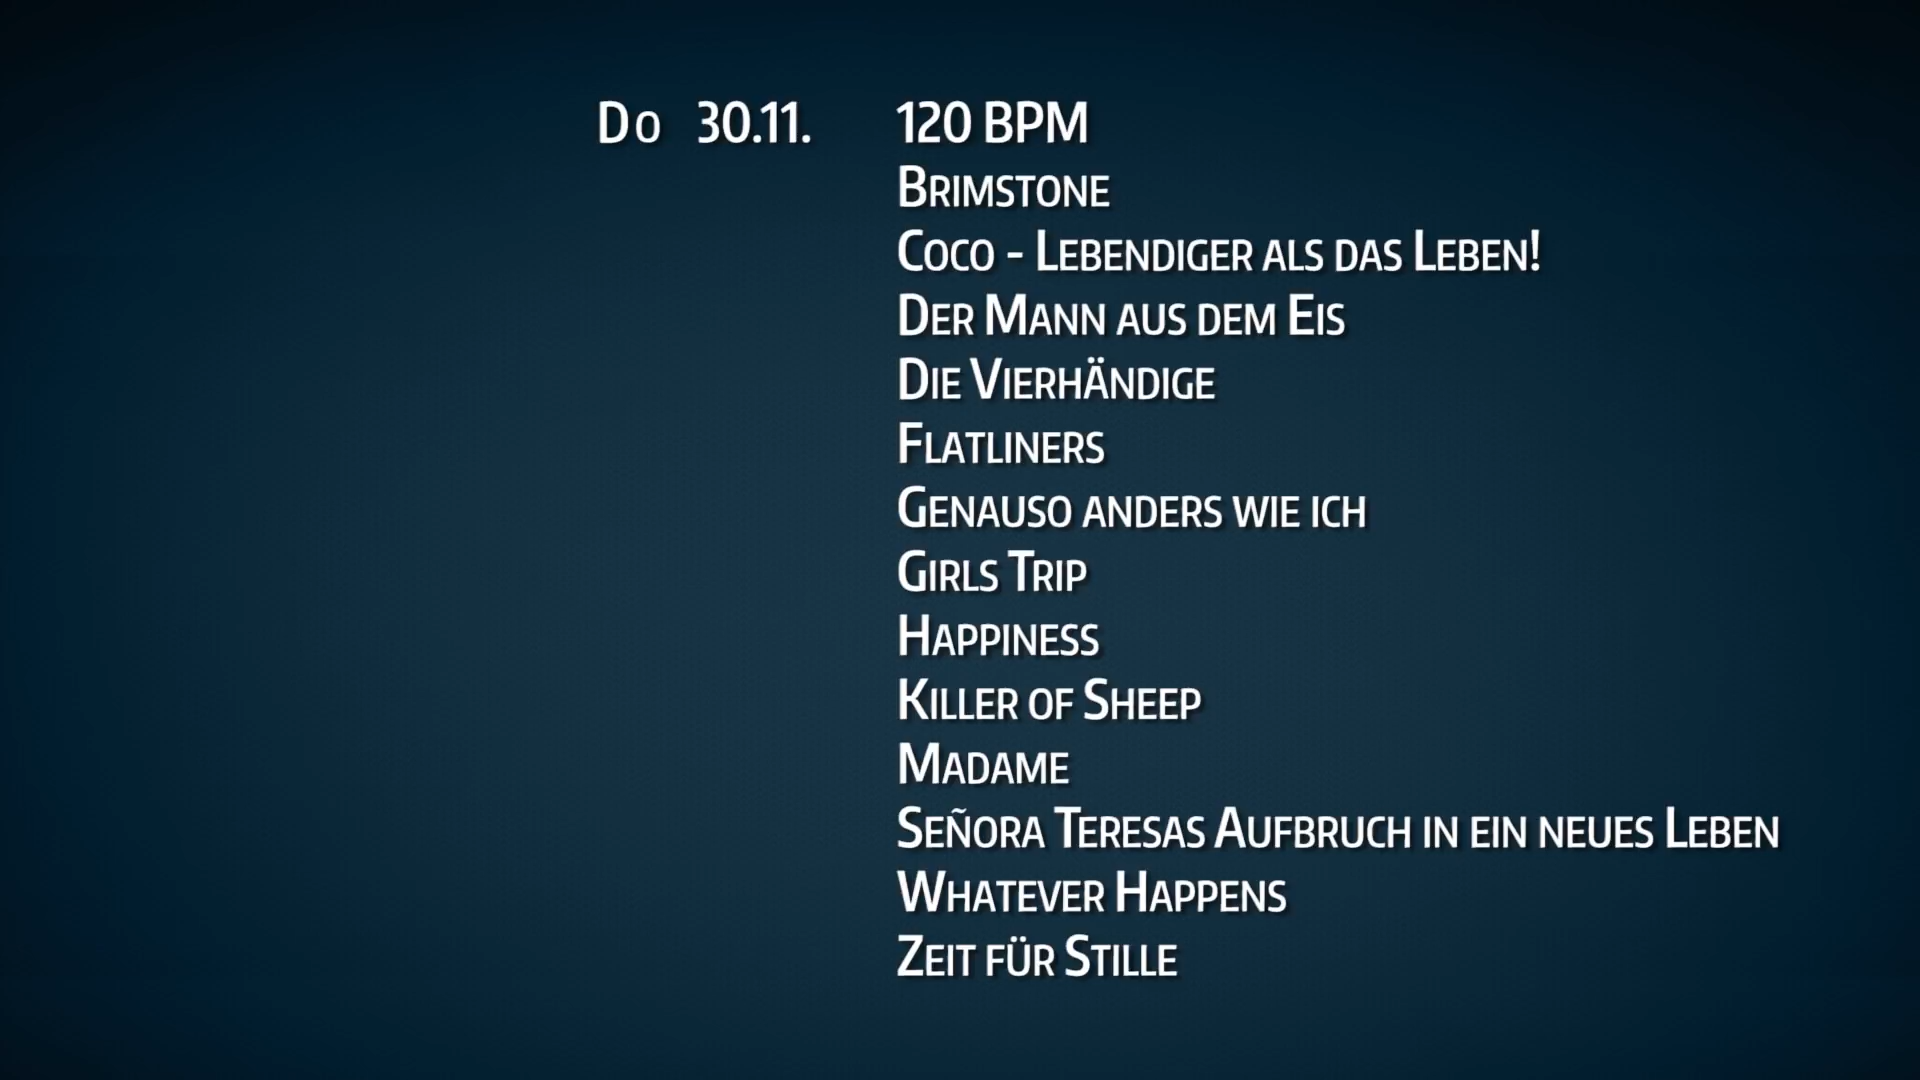 Do 30.11. 120 BPM
Brimstone
Coco - Lebendiger als das Leben!
Der Mann aus dem Eis
Die Vierhändige
Flatliners
Genauso anders wie ich
Girls Trip
Happiness
Killer of Sheep
Madame
Señora Teresas Aufbruch in ein neues Leben
Whatever Happens
Zeit für Stille